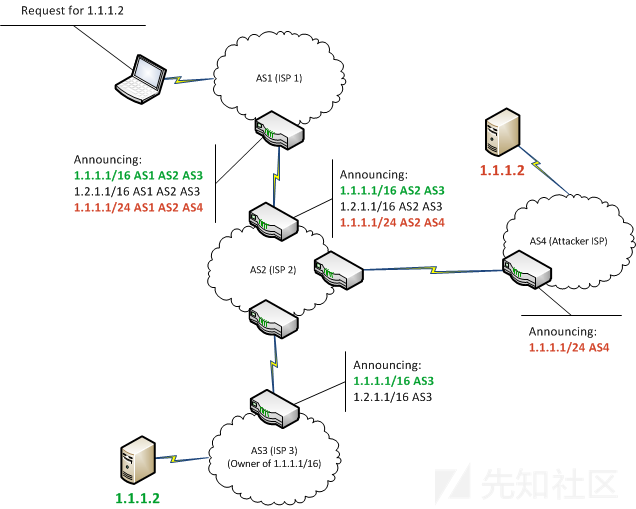 Request for 1.1.1.2
AS1 (ISP 1)
Announcing:
1.1.1.1/16 AS1 AS2 AS3
1.2.1.1/16 AS1 AS2 AS3
1.1.1.1/24 AS1 AS2 AS4
Announcing:
1.1.1.1/16 AS2 AS3
1.2.1.1/16 AS2 AS3
1.1.1.1/24 AS2 AS4
1.1.1.2
AS4 (Attacker ISP)
AS2 (ISP 2)
Announcing:
1.1.1.1/24 AS4
Announcing:
1.1.1.1/16 AS3
1.2.1.1/16 AS3
AS3 (ISP 3)
(Owner of 1.1.1.1/16)
1.1.1.2
先知社区